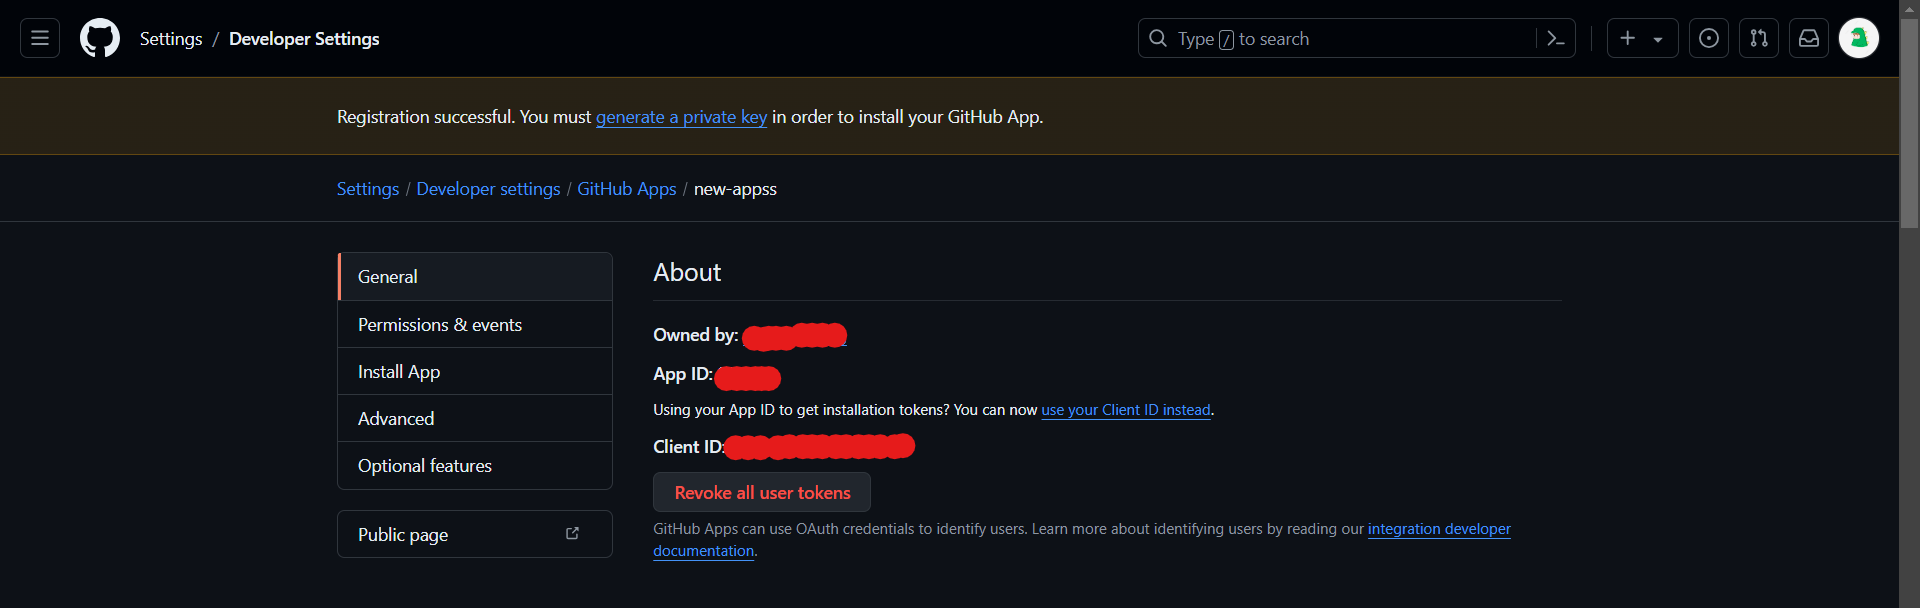 Settings / Developer Settings
Type / to search
Registration successful. You must generate a private key in order to install your GitHub App.
Settings / Developer settings / GitHub Apps / new-appss
General
Permissions & events
Install App
Advanced
Optional features
Public page
About
Owned by:
App ID:
Using your App ID to get installation tokens? You can now use your Client ID instead.
Client ID:
Revoke all user tokens
GitHub Apps can use OAuth credentials to identify users. Learn more about identifying users by reading our integration developer
documentation.